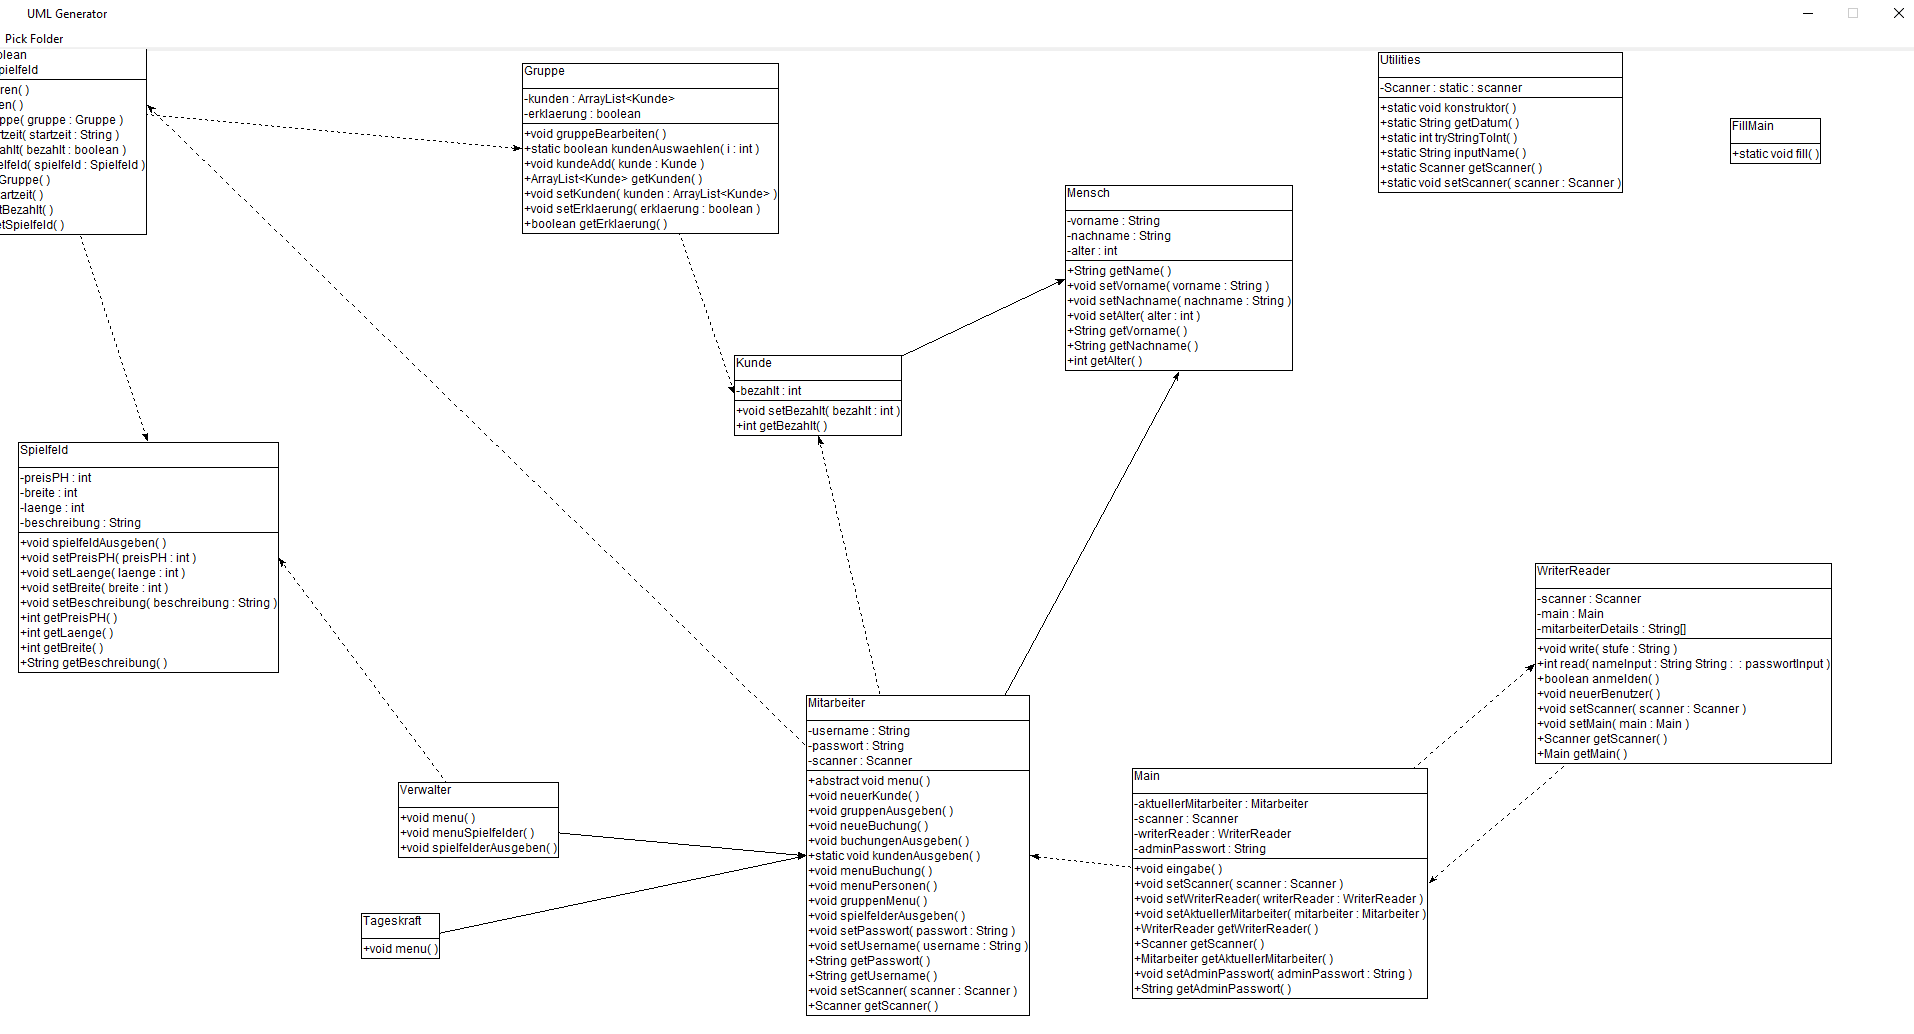 UML Generator
Pick Folder
olean
pielfeld
ren( )
en( )
ppe( gruppe : Gruppe )
rtzeit( startzeit : String )
ahlt( bezahlt : boolean )
elfeld( spielfeld : Spielfeld )
Gruppe( )
artzeit( )
tBezahlt( )
etSpielfeld( )
Gruppe
-kunden : ArrayList<Kunde>
-erklaerung : boolean
+void gruppeBearbeiten( )
+static boolean kundenAuswaehlen( i : int )
+void kundeAdd( kunde : Kunde )
+ArrayList<Kunde> getKunden( )
+void setKunden( kunden : ArrayList<Kunde> )
+void setErklaerung( erklaerung : boolean )
+boolean getErklaerung( )
Utilities
-Scanner : static : scanner
+static void konstruktor( )
+static String getDatum( )
+static int tryStringToInt( )
+static String inputName( )
+static Scanner getScanner( )
+static void setScanner( scanner : Scanner )
FillMain
+static void fill( )
Mensch
-vorname : String
-nachname : String
-alter : int
+String getName( )
+void setVorname( vorname : String )
+void setNachname( nachname : String )
+void setAlter( alter : int )
+String getVorname( )
+String getNachname( )
+int getAlter( )
Kunde
-bezahlt : int
+void setBezahlt( bezahlt : int )
+int getBezahlt( )
Spielfeld
-preisPH : int
-breite : int
-laenge : int
-beschreibung : String
+void spielfeldAusgeben( )
+void setPreisPH( preisPH : int )
+void setLaenge( laenge : int )
+void setBreite( breite : int )
+void setBeschreibung( beschreibung : String )
+int getPreisPH( )
+int getLaenge( )
+int getBreite( )
+String getBeschreibung( )
WriterReader
-scanner : Scanner
-main : Main
-mitarbeiterDetails : String[]
+void write( stufe : String )
+int read( nameInput : String String :  : passwortInput )
+boolean anmelden( )
+void neuerBenutzer( )
+void setScanner( scanner : Scanner )
+void setMain( main : Main )
+Scanner getScanner( )
+Main getMain( )
Mitarbeiter
-username : String
-passwort : String
-scanner : Scanner
+abstract void menu( )
+void neuerKunde( )
+void gruppenAusgeben( )
+void neueBuchung( )
+void buchungenAusgeben( )
+static void kundenAusgeben( )
+void menuBuchung( )
+void menuPersonen( )
+void gruppenMenu( )
+void spielfelderAusgeben( )
+void setPasswort( passwort : String )
+void setUsername( username : String )
+String getPasswort( )
+String getUsername( )
+void setScanner( scanner : Scanner )
+Scanner getScanner( )
Main
-aktuellerMitarbeiter : Mitarbeiter
-scanner : Scanner
-writerReader : WriterReader
-adminPasswort : String
+void eingabe( )
+void setScanner( scanner : Scanner )
+void setWriterReader( writerReader : WriterReader )
+void setAktuellerMitarbeiter( mitarbeiter : Mitarbeiter )
+WriterReader getWriterReader( )
+Scanner getScanner( )
+Mitarbeiter getAktuellerMitarbeiter( )
+void setAdminPasswort( adminPasswort : String )
+String getAdminPasswort( )
Verwalter
+void menu( )
+void menuSpielfelder( )
+void spielfelderAusgeben( )
Tageskraft
+void menu( )